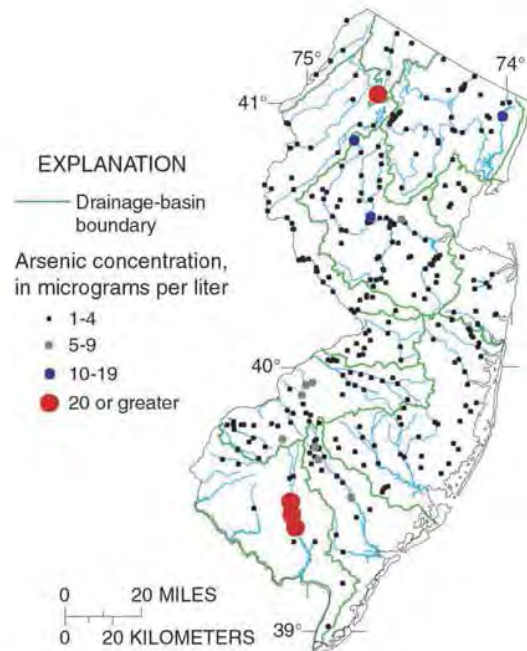 75°
74°
41°
EXPLANATION
Drainage-basin
boundary
Arsenic concentration,
in micrograms per liter
1-4
5-9
10-19
20 or greater
40°
0 20 MILES
0 20 KILOMETERS
39°